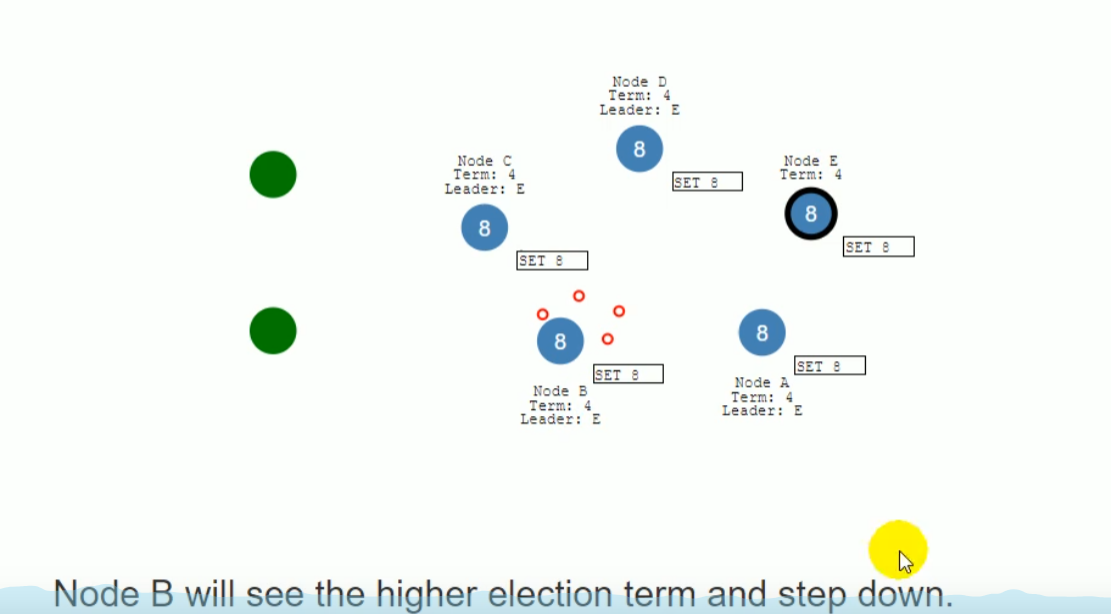 Node D
Term: 4
Leader: E
8
SET 8
Node C
Term: 4
Leader: E
8
SET 8
Node E
Term: 4
8
SET 8
8
SET 8
Node B
Term: 4
Leader: E
8
SET 8
Node A
Term: 4
Leader: E
Node B will see the higher election term and step down.